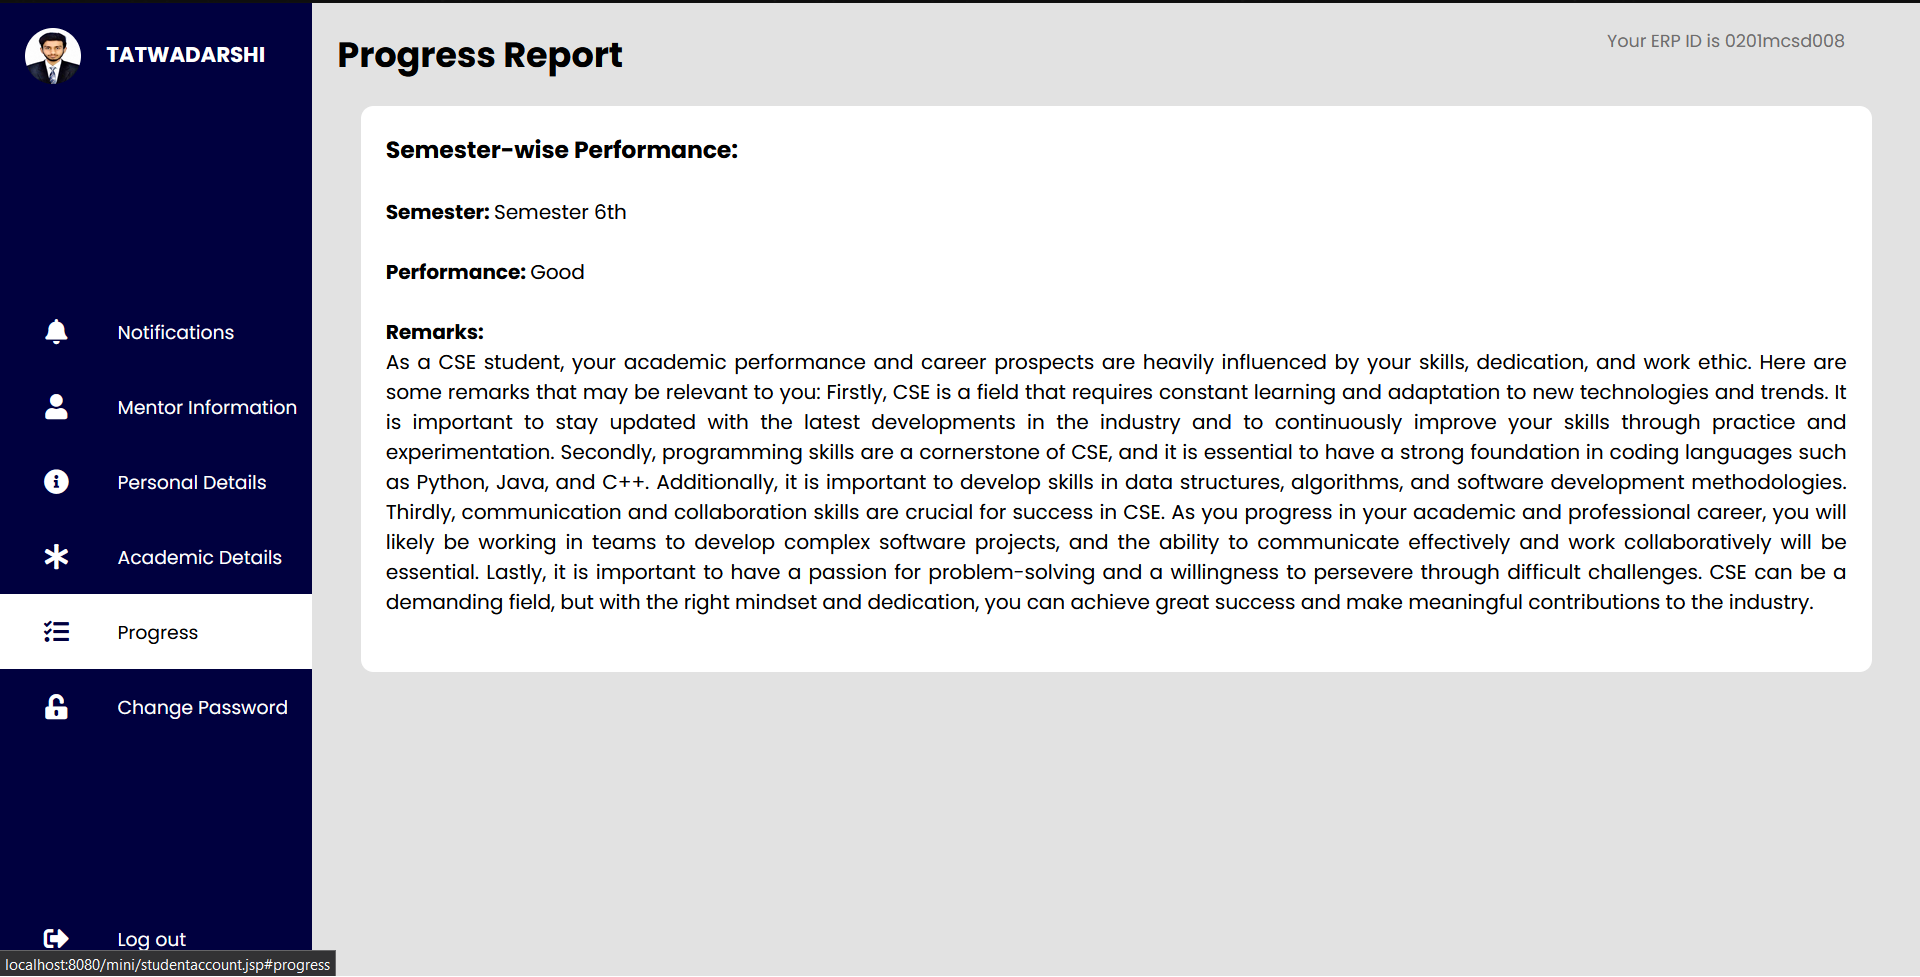 TATWADARSHI
Notifications
Mentor Information
Personal Details
Academic Details
Progress
Change Password
Log out
localhost:8080/mini/studentaccount.jsp#progress
Progress Report
Your ERP ID is 0201mcsd008
Semester-wise Performance:
Semester: Semester 6th
Performance: Good
Remarks:
As a CSE student, your academic performance and career prospects are heavily influenced by your skills, dedication, and work ethic. Here are
some remarks that may be relevant to you: Firstly, CSE is a field that requires constant learning and adaptation to new technologies and trends. It
is important to stay updated with the latest developments in the industry and to continuously improve your skills through practice and
experimentation. Secondly, programming skills are a cornerstone of CSE, and it is essential to have a strong foundation in coding languages such
as Python, Java, and C++. Additionally, it is important to develop skills in data structures, algorithms, and software development methodologies.
Thirdly, communication and collaboration skills are crucial for success in CSE. As you progress in your academic and professional career, you will
likely be working in teams to develop complex software projects, and the ability to communicate effectively and work collaboratively will be
essential. Lastly, it is important to have a passion for problem-solving and a willingness to persevere through difficult challenges. CSE can be a
demanding field, but with the right mindset and dedication, you can achieve great success and make meaningful contributions to the industry.